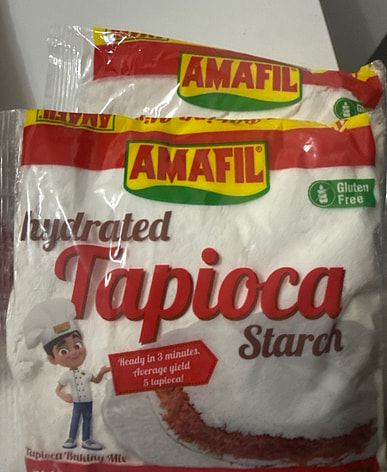 AMAFIL
AMAFIL®
Gluten
Free
hydrated
Tapioca
Starch
Ready in 3 minutes.
Average yield
5 tapioca!
Tapioca Baking Mix